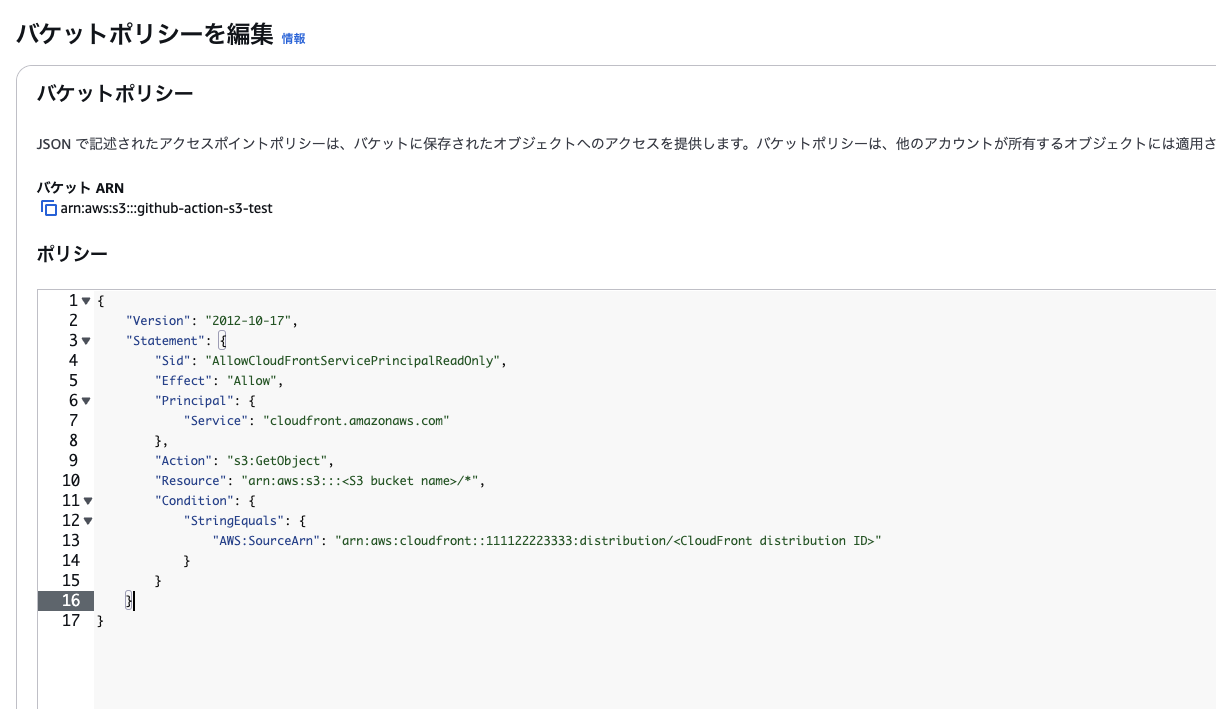 バケットポリシーを編集 情報
バケットポリシー
JSON で記述されたアクセスポイントポリシーは、バケットに保存されたオブジェクトへのアクセスを提供します。バケットポリシーは、他のアカウントが所有するオブジェクトには適用さ
バケット ARN
arn:aws:s3:::github-action-s3-test
ポリシー
1 {
2 "Version": "2012-10-17",
3 "Statement": {
4 "Sid": "AllowCloudFrontServicePrincipalReadOnly",
5 "Effect": "Allow",
6 "Principal": {
7 "Service": "cloudfront.amazonaws.com"
8 },
9 "Action": "s3:GetObject",
10 "Resource": "arn:aws:s3:::<S3 bucket name>/*",
11 "Condition": {
12 "StringEquals": {
13 "AWS:SourceArn": "arn:aws:cloudfront::111122223333:distribution/<CloudFront distribution ID>"
14 }
15 }
16 }
17 }